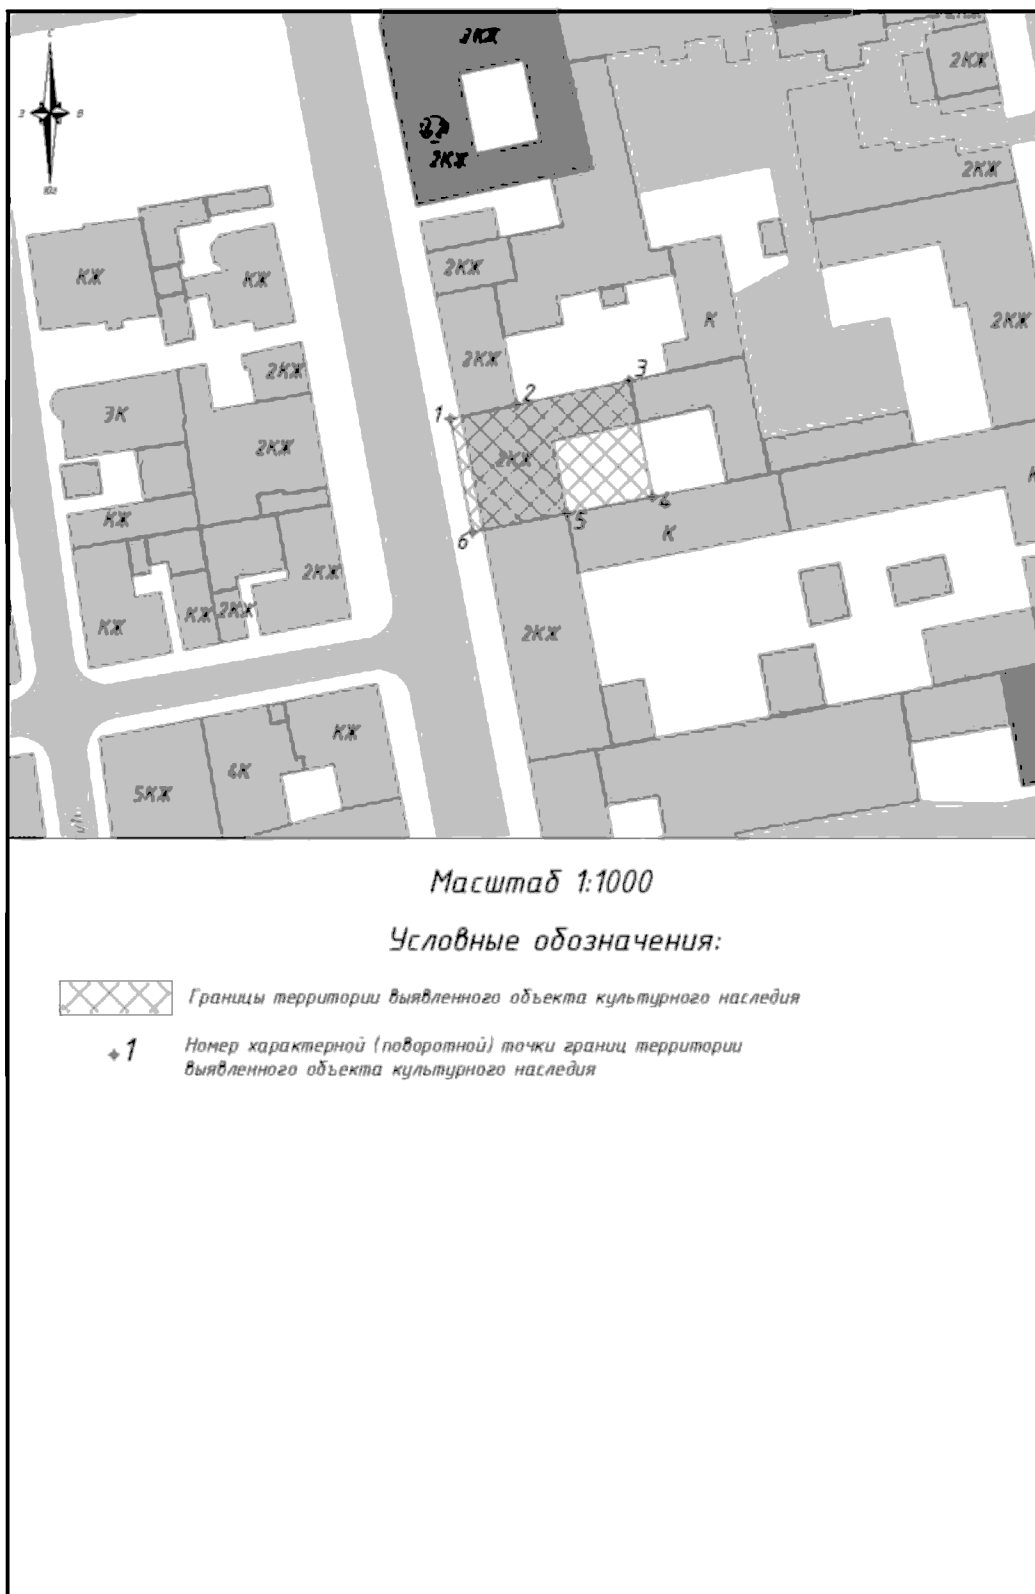 С
З В
Юг
2КЖ
2КЖ
2КЖ
2КЖ
2КЖ
КЖ КЖ
2КЖ
К
2КЖ
2КЖ
2КЖ
3К
1 2 3
2КЖ
2КЖ
4
5
6
КЖ
К
2КЖ
КЖ 2КЖ
КЖ
2КЖ
КЖ
4К
5КЖ
Масштаб 1:1000
Условные обозначения:
Границы территории выявленного объекта культурного наследия
1 Номер характерной (поворотной) точки границ территории
выявленного объекта культурного наследия